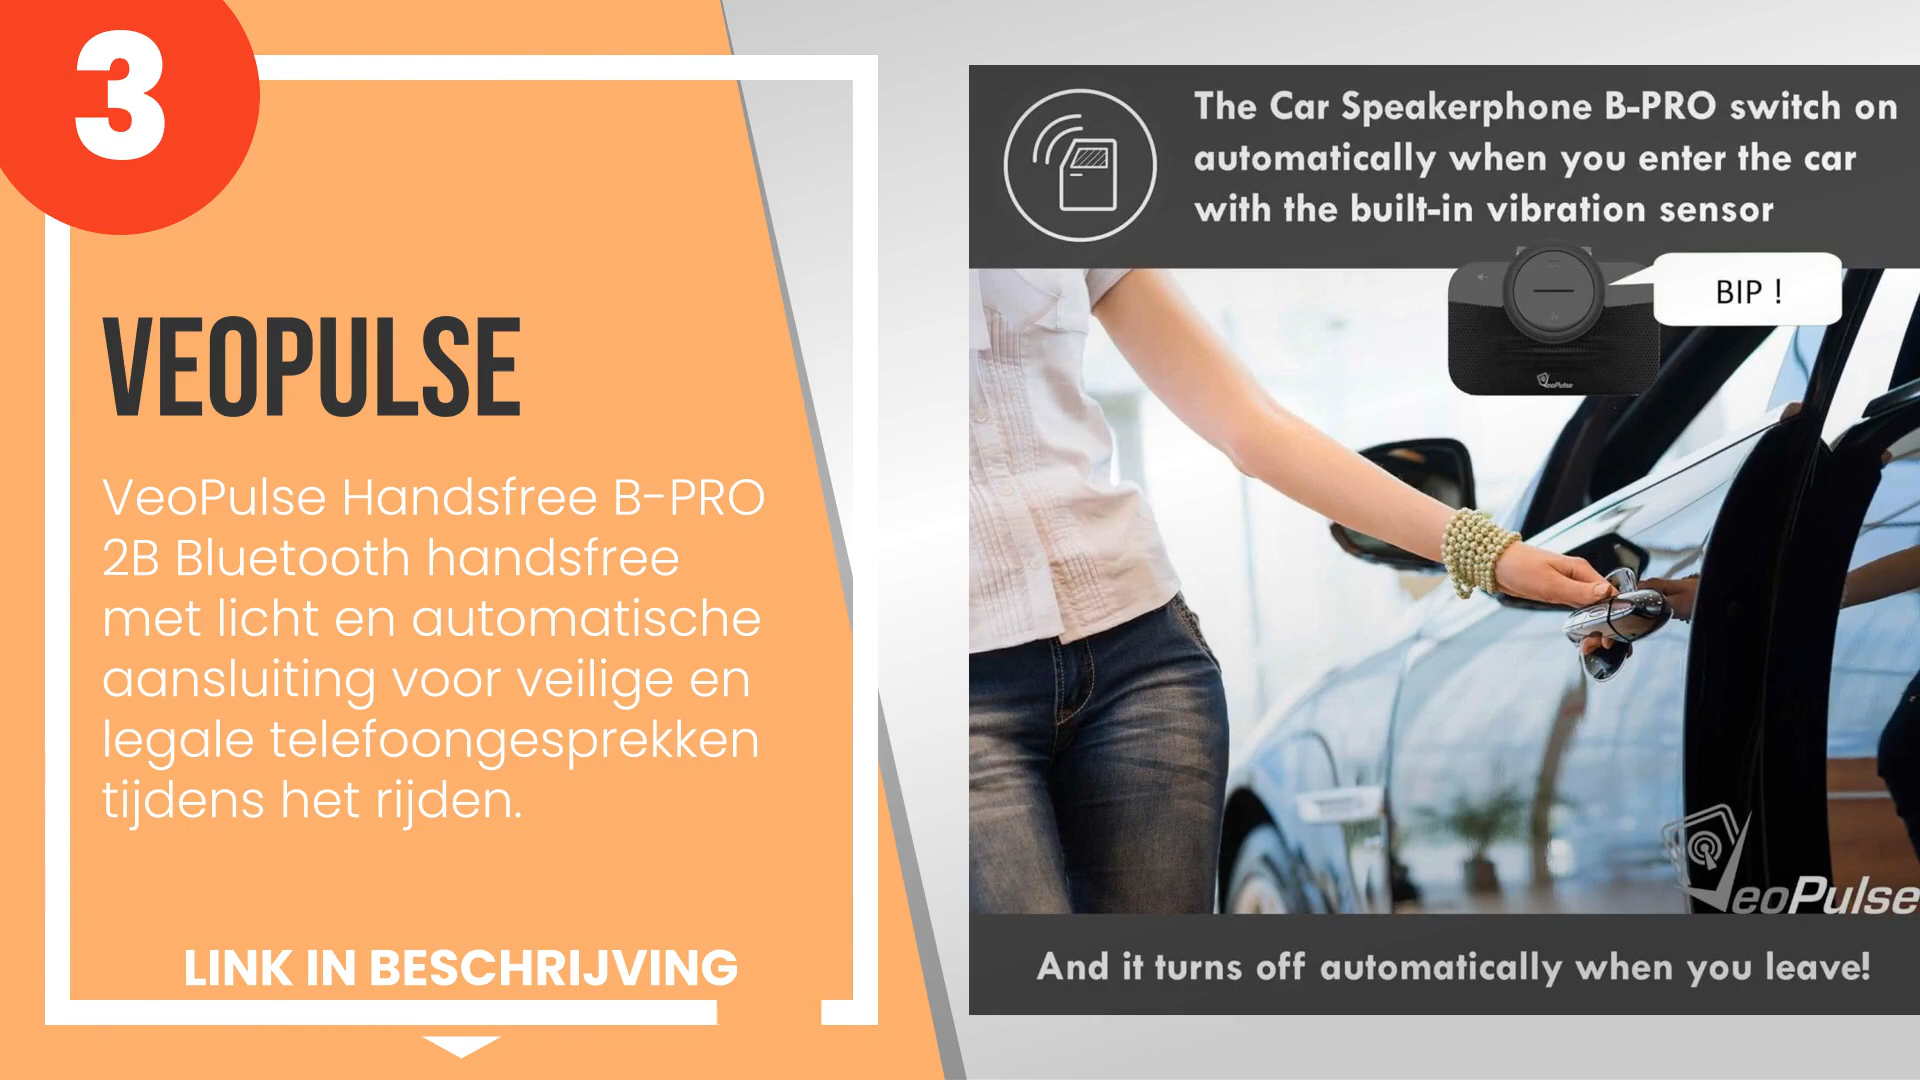 3
VEOPULSE
VeoPulse Handsfree B-PRO
2B Bluetooth handsfree
met licht en automatische
aansluiting voor veilige en
legale telefoongesprekken
tijdens het rijden.
LINK IN BESCHRIJVING
The Car Speakerphone B-PRO switch on
automatically when you enter the car
with the built-in vibration sensor
BIP !
VeoPulse
VeoPulse
And it turns off automatically when you leave!